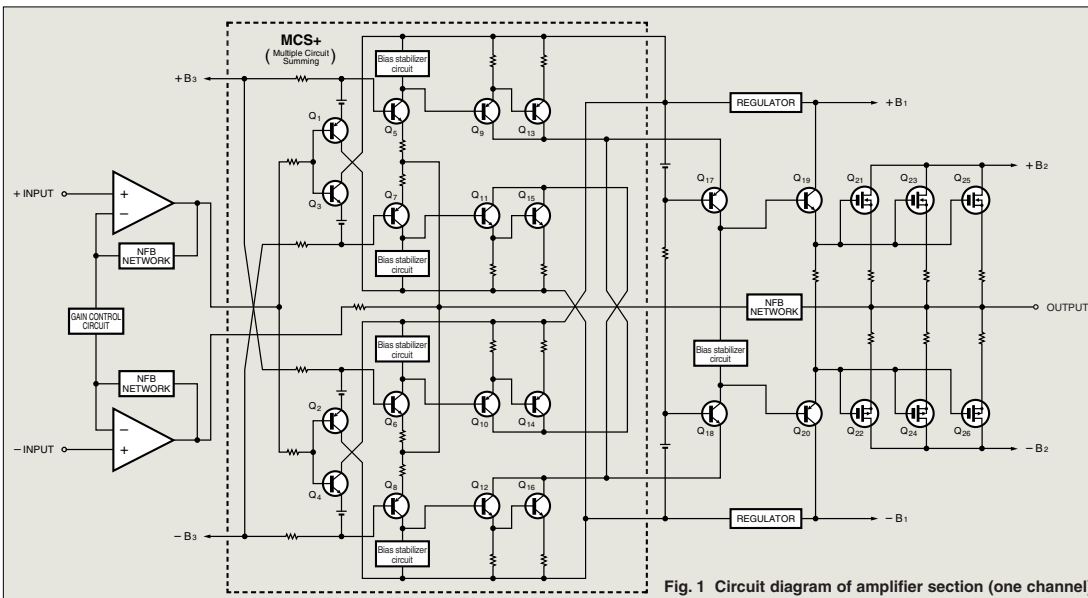 MCS+
( Multiple Circuit Summing )
+B3
Bias stabilizer
circuit
Q1
Q5
Q9
Q13
REGULATOR
+B1
+ INPUT
+
−
NFB
NETWORK
Q3
Q7
Q11
Q15
Q17
Q19
Q21
Q23
Q25
+B2
Bias stabilizer
circuit
GAIN CONTROL
CIRCUIT
NFB
NETWORK
OUTPUT
Bias stabilizer
circuit
Bias stabilizer
circuit
NFB
NETWORK
−
+
− INPUT
Q2
Q6
Q10
Q14
Q18
Q20
Q22
Q24
Q26
−B2
Q4
Q8
Q12
Q16
−B3
REGULATOR
−B1
Bias stabilizer
circuit
Fig. 1 Circuit diagram of amplifier section (one channel